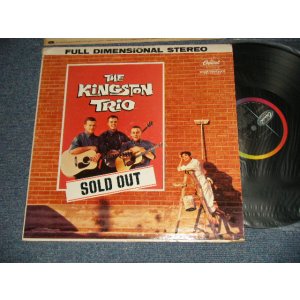 FULL DIMENSIONAL STEREO
THE
KINGSTON
TRIO
SOLD OUT